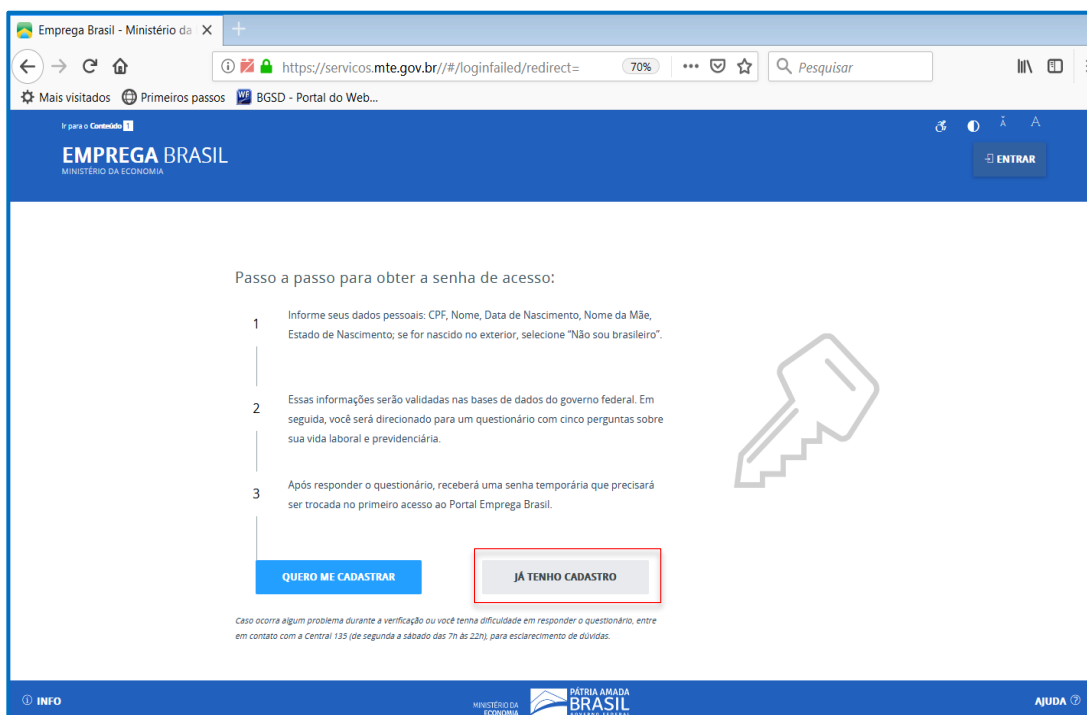 Emprega Brasil - Ministério da
https://servicos.mte.gov.br//#/loginfailed/redirect=
70%
Pesquisar
Mais visitados
Primeiros passos
WF BGSD - Portal do Web...
Ir para o Conteúdo 1
A A
EMPREGA BRASIL
MINISTÉRIO DA ECONOMIA
ENTRAR
Passo a passo para obter a senha de acesso:
1
Informe seus dados pessoais: CPF, Nome, Data de Nascimento, Nome da Mãe,
Estado de Nascimento; se for nascido no exterior, selecione “Não sou brasileiro”.
2
Essas informações serão validadas nas bases de dados do governo federal. Em
seguida, você será direcionado para um questionário com cinco perguntas sobre
sua vida laboral e previdenciária.
3
Após responder o questionário, receberá uma senha temporária que precisará
ser trocada no primeiro acesso ao Portal Emprega Brasil.
QUERO ME CADASTRAR
JÁ TENHO CADASTRO
Caso ocorra algum problema durante a verificação ou você tenha dificuldade em responder o questionário, entre
em contato com a Central 135 (de segunda a sábado das 7h às 22h), para esclarecimento de dúvidas.
INFO
MINISTÉRIO DA
ECONOMIA
PÁTRIA AMADA
BRASIL
GOVERNO FEDERAL
AJUDA